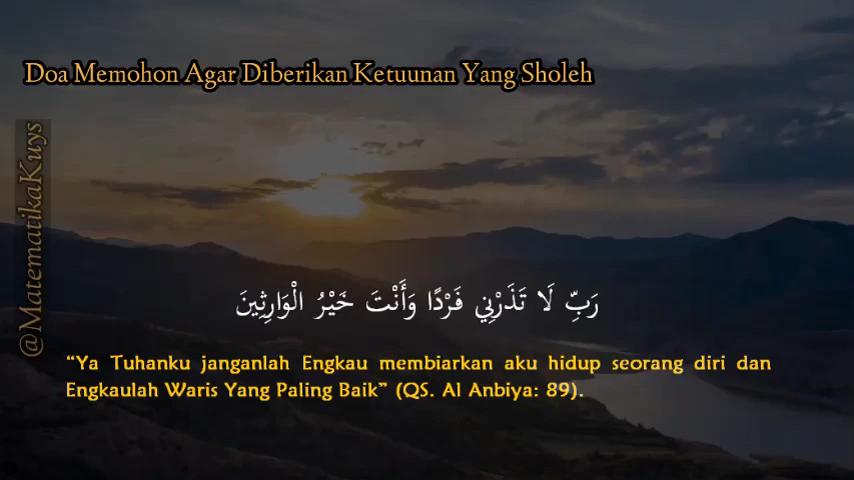 Doa Memohon Agar Diberikan Ketuunan Yang Sholeh
@MatematikaKuys
رَبِّ لَا تَذَرْنِي فَرْدًا وَأَنْتَ خَيْرُ الْوَارِثِينَ
“Ya Tuhanku janganlah Engkau membiarkan aku hidup seorang diri dan
Engkaulah Waris Yang Paling Baik” (QS. Al Anbiya: 89).